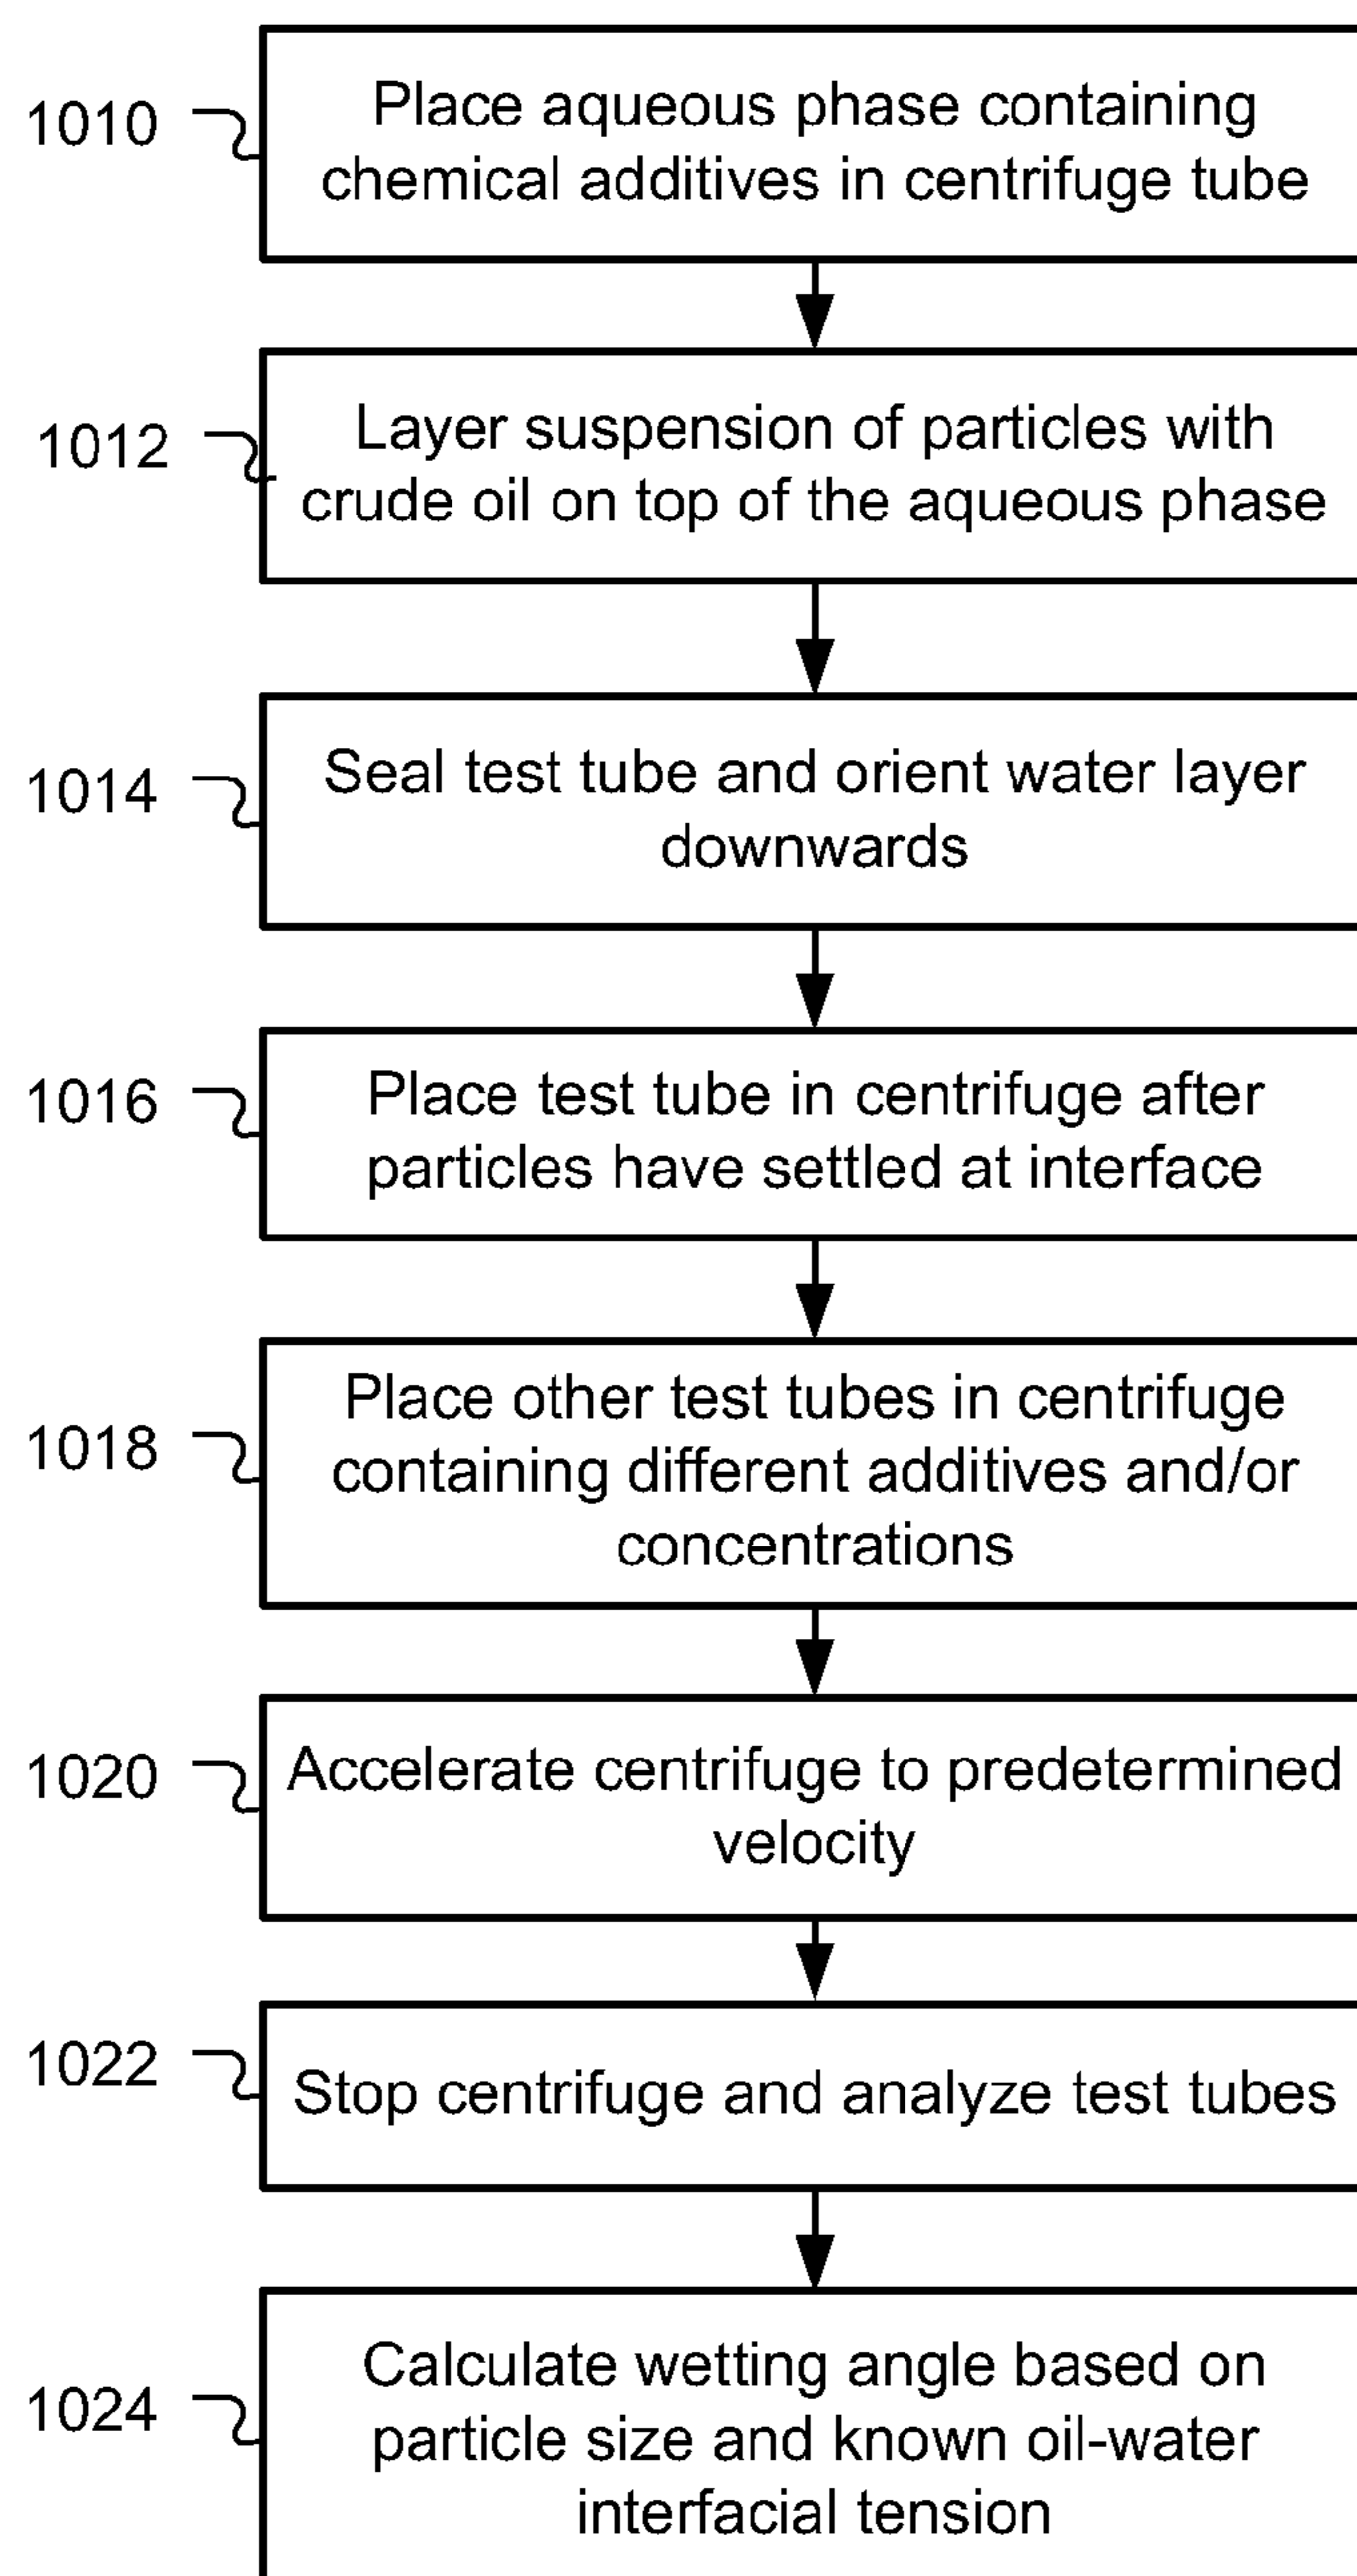 1010
Place aqueous phase containing
chemical additives in centrifuge tube
1012
Layer suspension of particles with
crude oil on top of the aqueous phase
1014
Seal test tube and orient water layer
downwards
1016
Place test tube in centrifuge after
particles have settled at interface
1018
Place other test tubes in centrifuge
containing different additives and/or
concentrations
1020
Accelerate centrifuge to predetermined
velocity
1022
Stop centrifuge and analyze test tubes
1024
Calculate wetting angle based on
particle size and known oil-water
interfacial tension